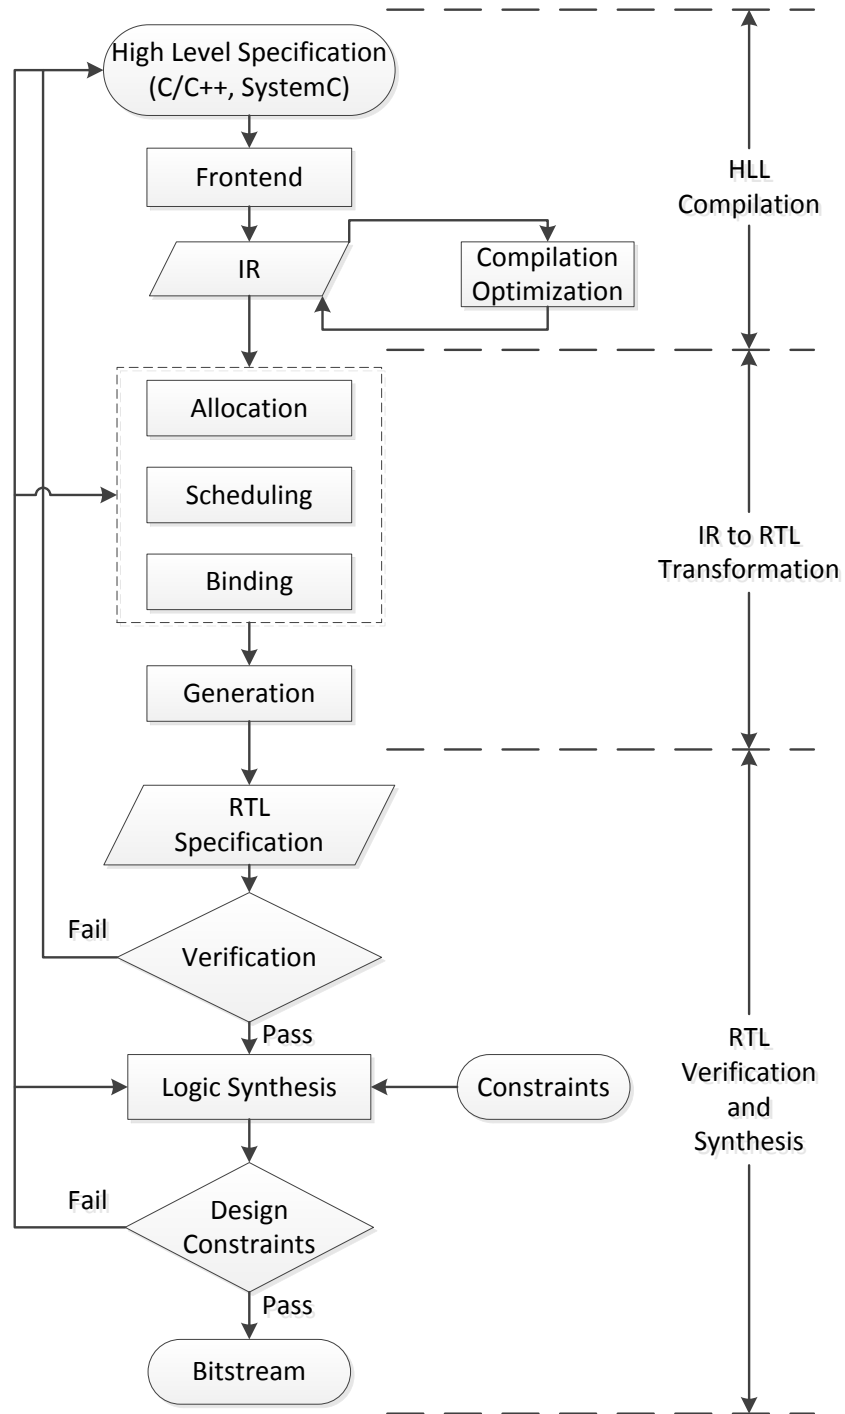 High Level Specification
(C/C++, SystemC)
Frontend
IR
Compilation
Optimization
HLL
Compilation
Allocation
Scheduling
Binding
Generation
IR to RTL
Transformation
RTL
Specification
Fail
Verification
Pass
Logic Synthesis
Constraints
Fail
Design
Constraints
Pass
Bitstream
RTL
Verification
and
Synthesis